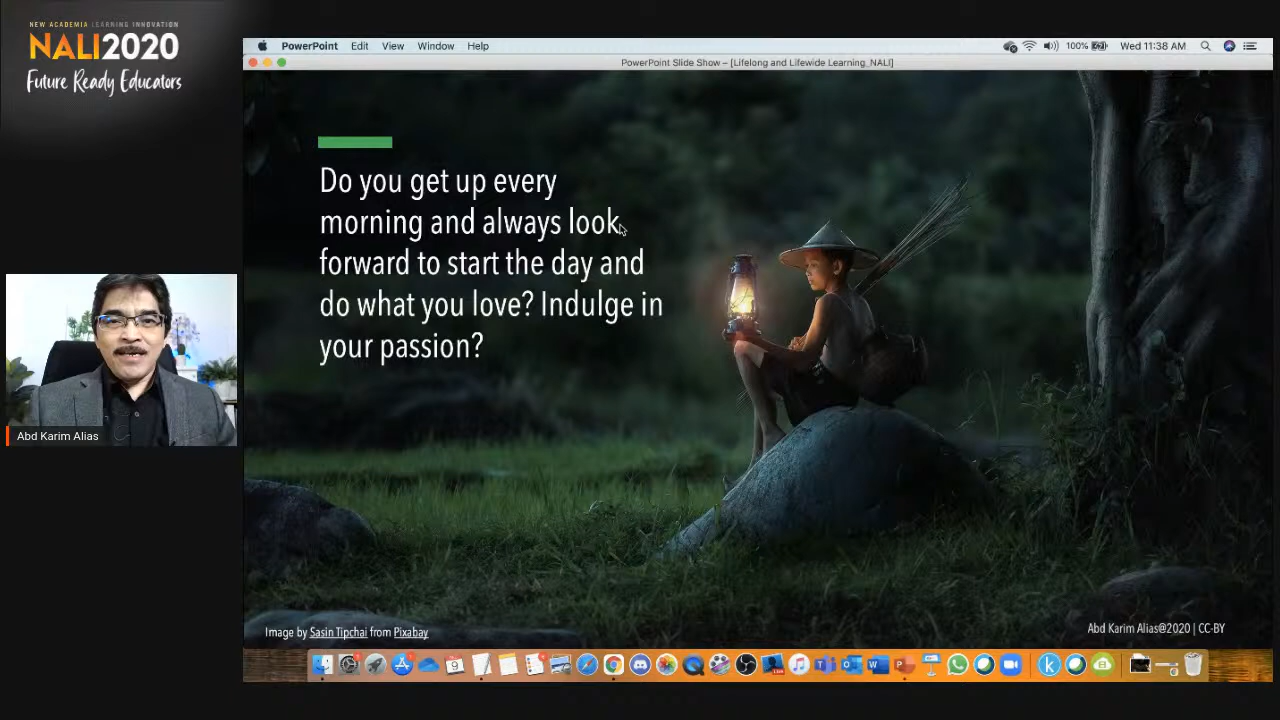 NEW ACADEMIA LEARNING INNOVATION
NALI2020
Future Ready Educators
PowerPoint Edit View Window Help
100% Wed 11:38 AM
PowerPoint Slide Show – [Lifelong and Lifewide Learning_NALI]
Do you get up every
morning and always look
forward to start the day and
do what you love? Indulge in
your passion?
Abd Karim Alias
Image by Sasin Tipchai from Pixabay
Abd Karim Alias@2020 | CC-BY
9